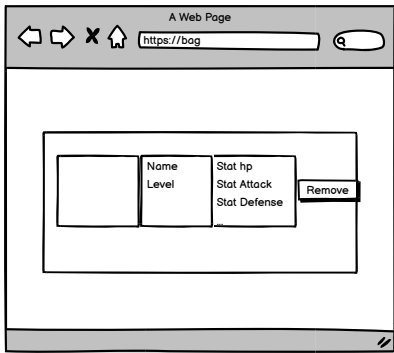 A Web Page
https://bag
Name
Level
Stat hp
Stat Attack
Stat Defense
...
Remove